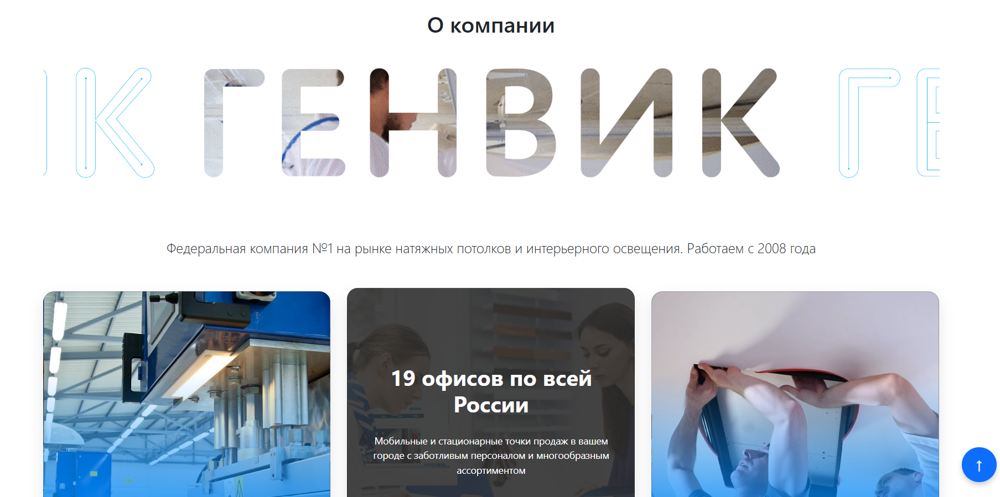 О компании
ИК ГЕНВИК ГЕ
Федеральная компания №1 на рынке натяжных потолков и интерьерного освещения. Работаем с 2008 года
19 офисов по всей
России
Мобильные и стационарные точки продаж в вашем
городе с заботливым персоналом и многообразным
ассортиментом
↑